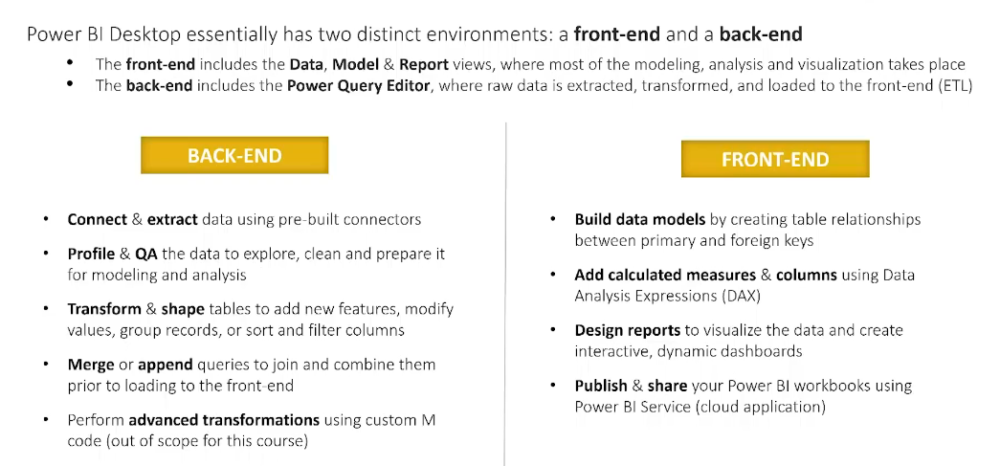 Power BI Desktop essentially has two distinct environments: a front-end and a back-end
• The front-end includes the Data, Model & Report views, where most of the modeling, analysis and visualization takes place
• The back-end includes the Power Query Editor, where raw data is extracted, transformed, and loaded to the front-end (ETL)
BACK-END
• Connect & extract data using pre-built connectors
• Profile & QA the data to explore, clean and prepare it
for modeling and analysis
• Transform & shape tables to add new features, modify
values, group records, or sort and filter columns
• Merge or append queries to join and combine them
prior to loading to the front-end
• Perform advanced transformations using custom M
code (out of scope for this course)
FRONT-END
• Build data models by creating table relationships
between primary and foreign keys
• Add calculated measures & columns using Data
Analysis Expressions (DAX)
• Design reports to visualize the data and create
interactive, dynamic dashboards
• Publish & share your Power BI workbooks using
Power BI Service (cloud application)